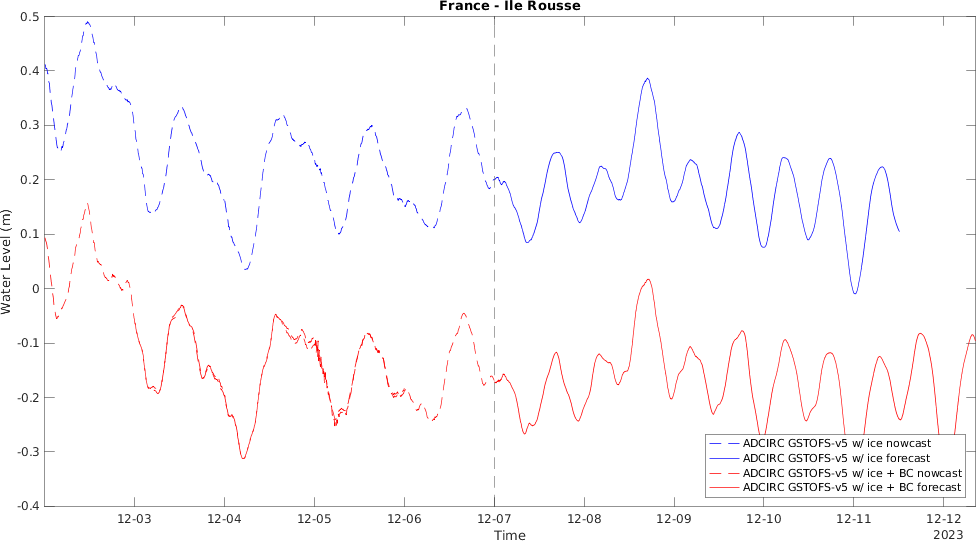 France - Ile Rousse
0.5
0.4
0.3
0.2
0.1
0
-0.1
-0.2
-0.3
-0.4
Water Level (m)
12-03 12-04 12-05 12-06 12-07 12-08 12-09 12-10 12-11 12-12
Time
2023
ADCIRC GSTOFS-v5 w/ ice nowcast
ADCIRC GSTOFS-v5 w/ ice forecast
ADCIRC GSTOFS-v5 w/ ice + BC nowcast
ADCIRC GSTOFS-v5 w/ ice + BC forecast